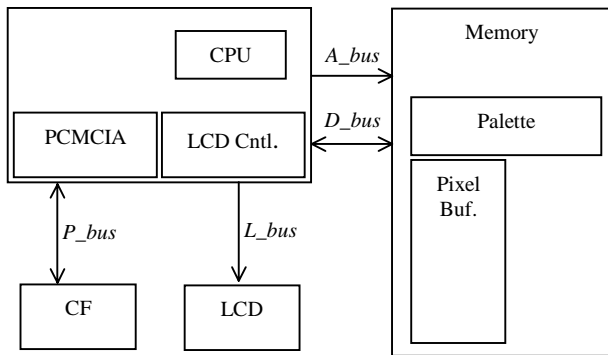 Memory
CPU
A_bus
PCMCIA
LCD Cntl.
D_bus
Palette
Pixel
Buf.
P_bus
L_bus
CF
LCD